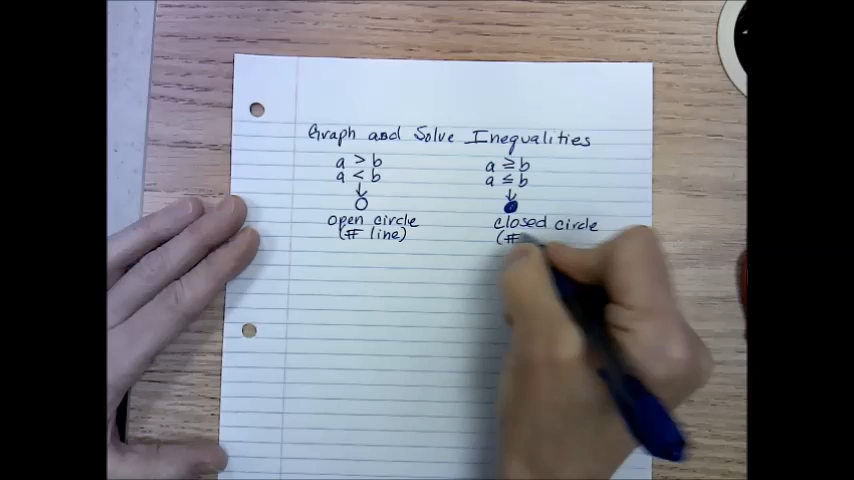 Graph and Solve Inequalities
a > b
a < b
↓
open circle
(# line)
a ≥ b
a ≤ b
↓
closed circle
(#